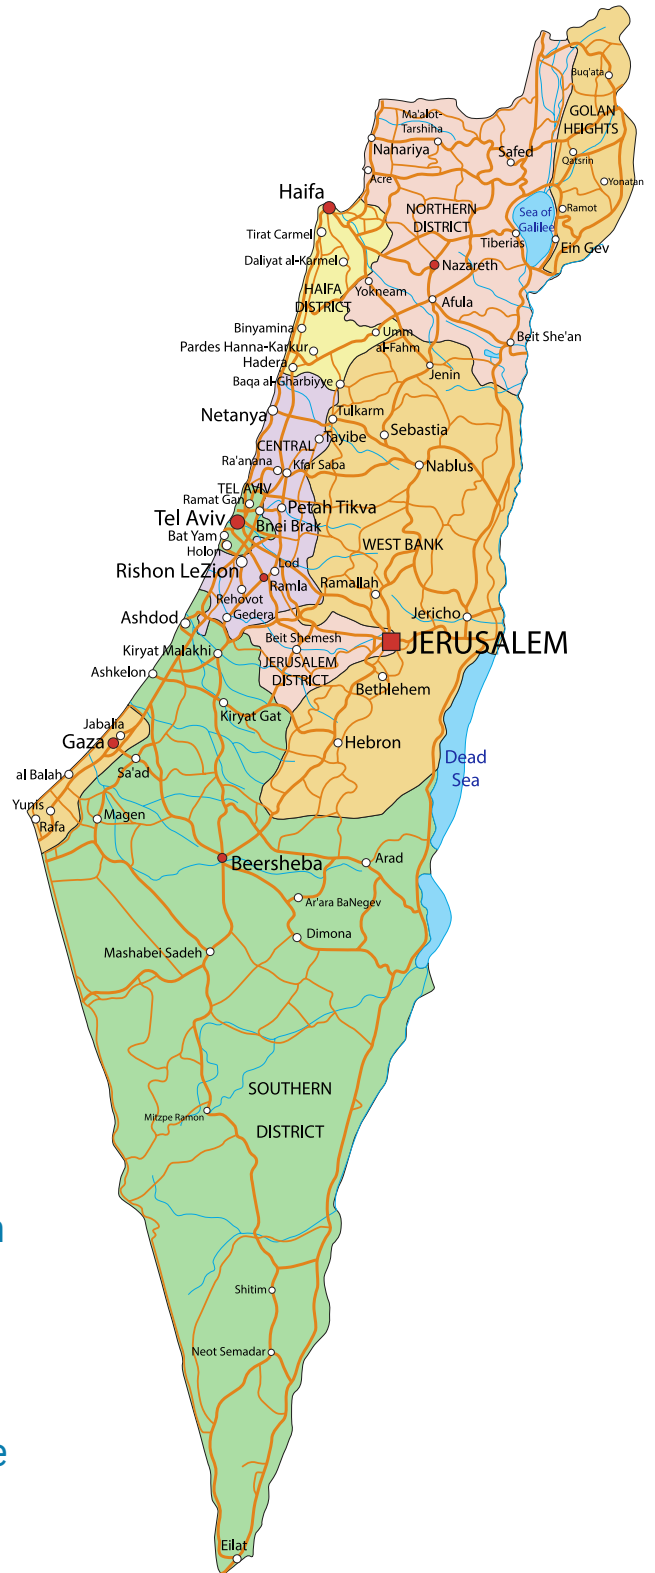 Buq'ata
GOLAN
HEIGHTS
Ma'alot-
Tarshiha
Nahariya
Safed
Qatsrin
Acre
Yonatan
Haifa
NORTHERN
DISTRICT
Sea of
Galilee
Ramot
Tirat Carmel
Tiberias
Ein Gev
Daliyat al-Karmel
Nazareth
HAIFA
DISTRICT
Yokneam
Afula
Binyamina
Umm
al-Fahm
Beit She'an
Pardes Hanna-Karkur
Hadera
Jenin
Baqa al-Gharbiyye
Netanya
Tulkarm
Sebastia
Tayibe
CENTRAL
Ra'anana
Kfar Saba
Nablus
TEL AVIV
Ramat Gan
Petah Tikva
Tel Aviv
Bnei Brak
Bat Yam
Holon
WEST BANK
Rishon LeZion
Lod
Ramla
Ramallah
Rehovot
Gedera
Jericho
Ashdod
Beit Shemesh
JERUSALEM
Kiryat Malakhi
JERUSALEM
DISTRICT
Ashkelon
Bethlehem
Kiryat Gat
Jabalia
Gaza
Hebron
Dead
Sea
al Balah
Sa'ad
Yunis
Rafa
Magen
Beersheba
Arad
Ar'ara BaNegev
Dimona
Mashabei Sadeh
SOUTHERN
DISTRICT
Mitzpe Ramon
Shitim
Neot Semadar
e
Eilat